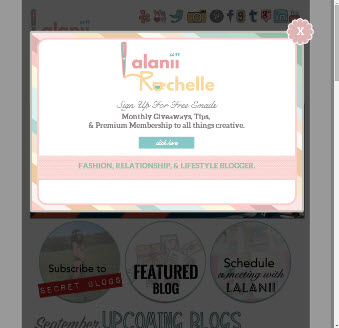 Lalanii
X
Lalanii
Rochelle
Sign Up For Free Emails
Monthly Giveaways, Tips,
& Premium Membership to all things creative.
click here
FASHION, RELATIONSHIP, & LIFESTYLE BLOGGER.
Subscribe to
SECRET BLOGS
FEATURED
BLOG
Schedule
a meeting with
LALANII
September UPCOMING BLOGS